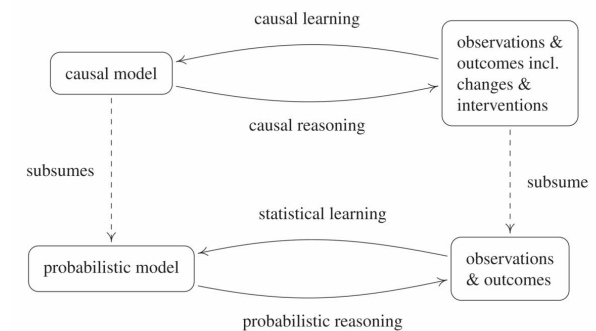 causal learning
causal model
observations &
outcomes incl.
changes &
interventions
causal reasoning
subsumes
subsume
statistical learning
probabilistic model
observations
& outcomes
probabilistic reasoning